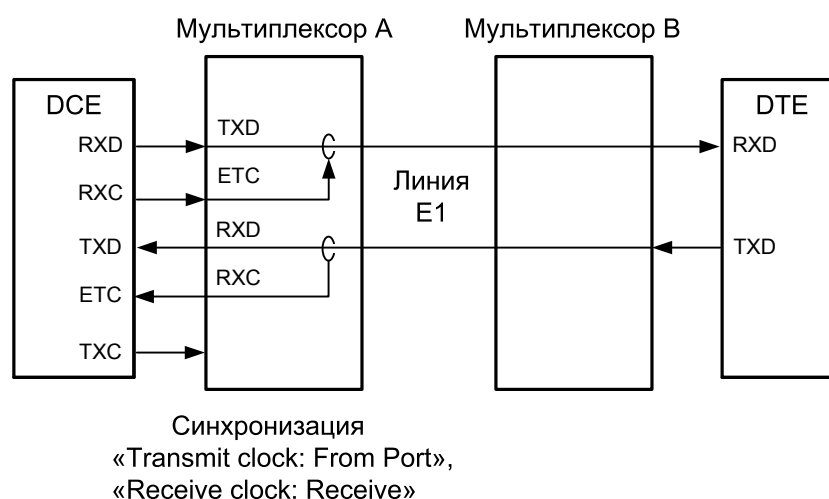 Мультиплексор А
Мультиплексор В
DCE
DTE
RXD
TXD
RXD
RXC
ETC
Линия
E1
TXD
RXD
TXD
ETC
RXC
TXC
Синхронизация
«Transmit clock: From Port»,
«Receive clock: Receive»